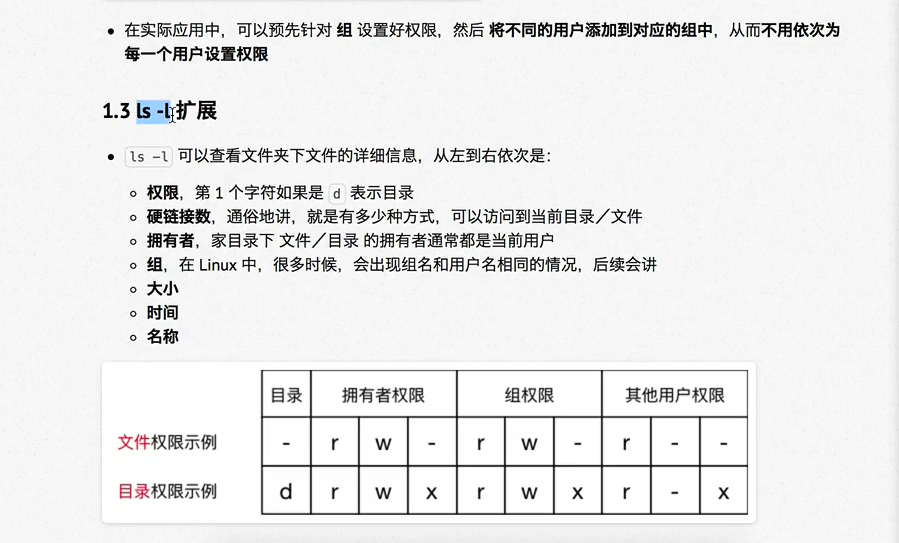 在实际应用中，可以预先针对 组 设置好权限，然后 将不同的用户添加到对应的组中，从而不用依次为
每一个用户设置权限
1.3 ls -l 扩展
ls -l 可以查看文件夹下文件的详细信息，从左到右依次是：
权限，第 1 个字符如果是 d 表示目录
硬链接数，通俗地讲，就是有多少种方式，可以访问到当前目录／文件
拥有者，家目录下 文件／目录 的拥有者通常都是当前用户
组，在 Linux 中，很多时候，会出现组名和用户名相同的情况，后续会讲
大小
时间
名称
目录 拥有者权限 组权限 其他用户权限
文件权限示例 - r w - r w - r - -
目录权限示例 d r w x r w x r - x